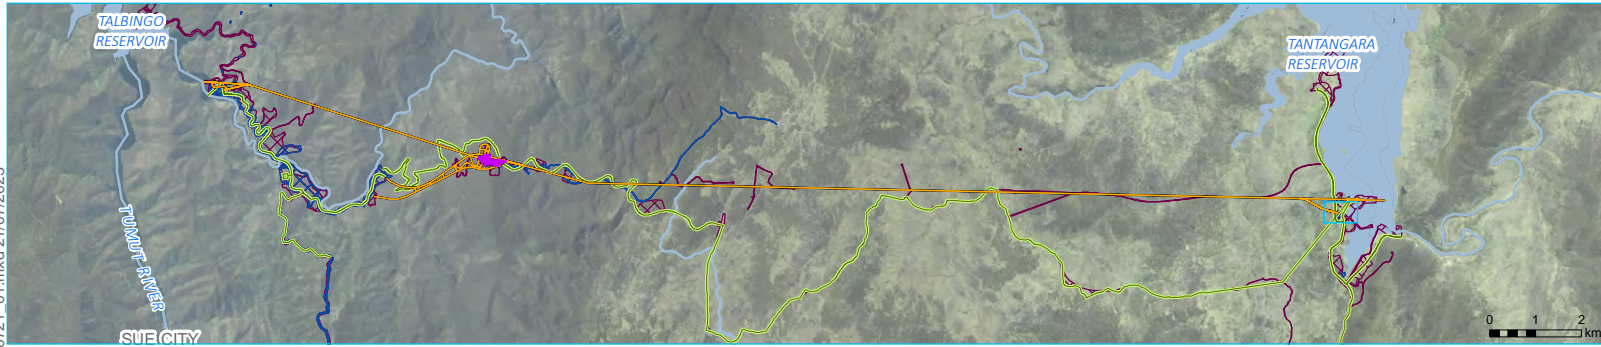 TALBINGO
RESERVOIR
TANTANGARA
RESERVOIR
TUMUT RIVER
SUE CITY
0 1 2
km